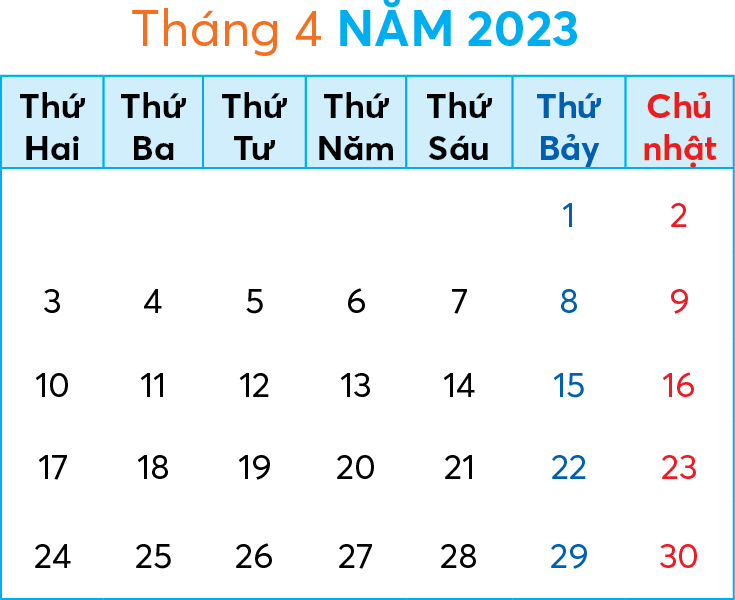 Tháng 4 NĂM 2023
Thứ Hai Thứ Ba Thứ Tư Thứ Năm Thứ Sáu Thứ Bảy Chủ nhật
1 2
3 4 5 6 7 8 9
10 11 12 13 14 15 16
17 18 19 20 21 22 23
24 25 26 27 28 29 30